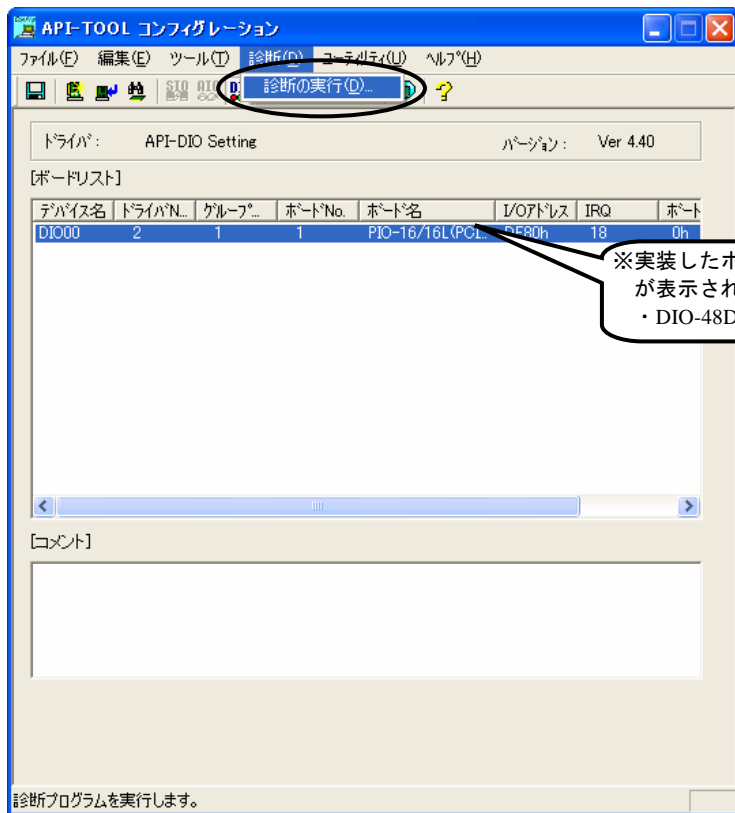 API-TOOL コンフィグレーション
ファイル(F) 編集(E) ツール(T) 診断(D) ユーティリティ(U) ヘルプ(H)
診断の実行(D)...
ドライバ: API-DIO Setting バージョン: Ver 4.40
[ボードリスト]
デバイス名 ドライバN... グループ... ボードNo. ボード名 I/Oアドレス IRQ ボート
DIO00 2 1 1 PIO-16/16L(PCI... DF80h 18 0h
※実装したボ
が表示され
・DIO-48D
[コメント]
診断プログラムを実行します。